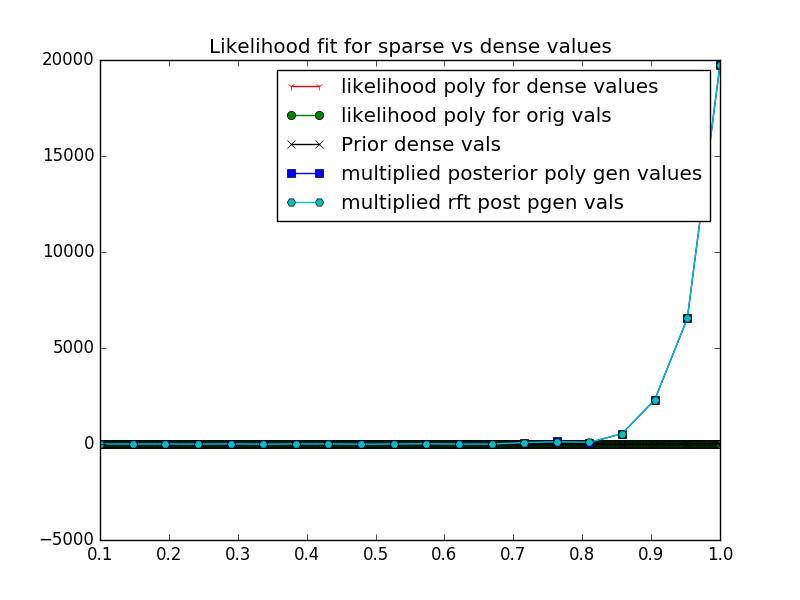 Likelihood fit for sparse vs dense values
20000
15000
10000
5000
0
−5000
likelihood poly for dense values
likelihood poly for orig vals
Prior dense vals
multiplied posterior poly gen values
multiplied rft post pgen vals
0.1 0.2 0.3 0.4 0.5 0.6 0.7 0.8 0.9 1.0